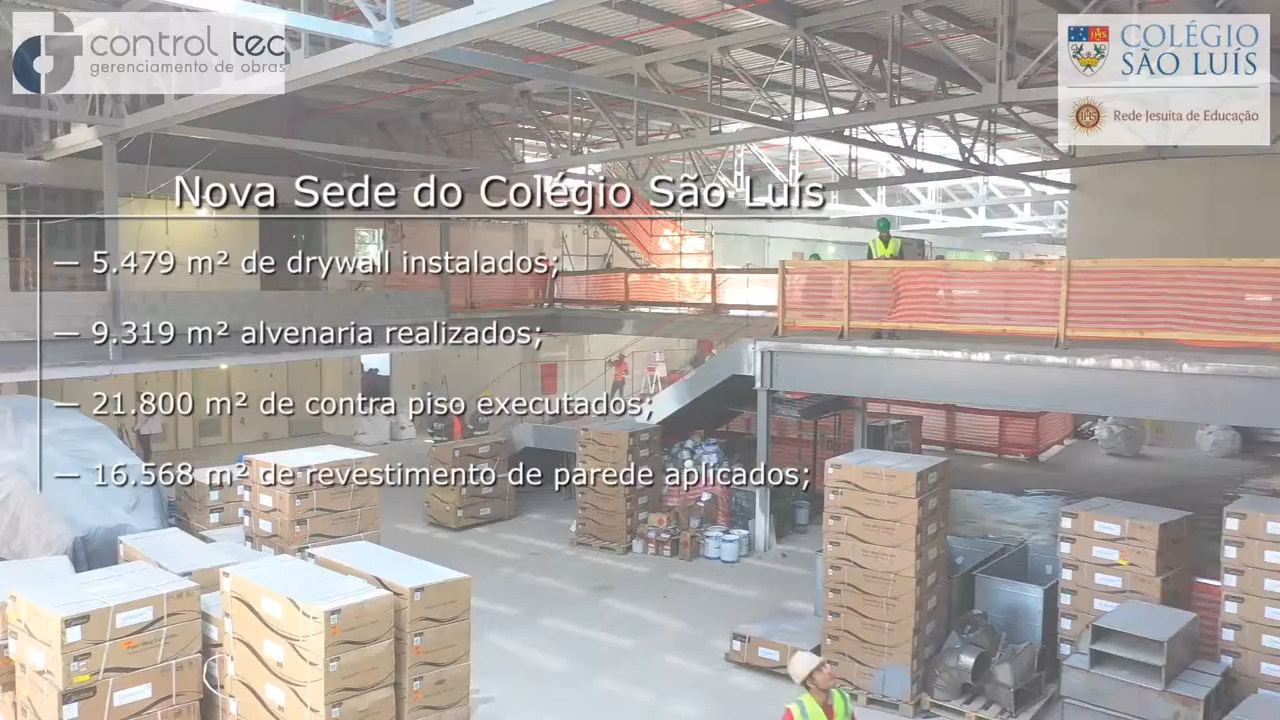 control tec
gerenciamento de obras
COLÉGIO
SÃO LUÍS
Rede Jesuita de Educação
Nova Sede do Colégio São Luís
— 5.479 m² de drywall instalados;
— 9.319 m² alvenaria realizados;
— 21.800 m² de contra piso executados;
— 16.568 m² de revestimento de parede aplicados;